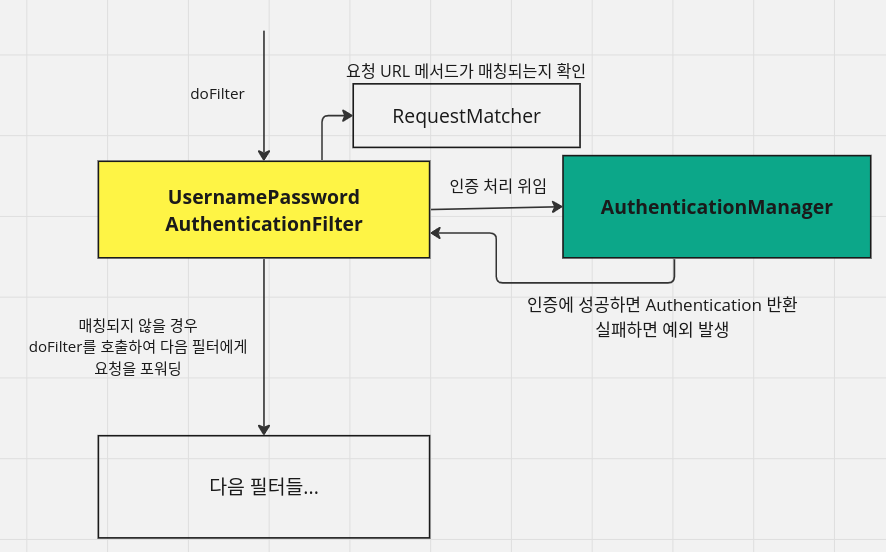 요청 URL 메서드가 매칭되는지 확인
doFilter
RequestMatcher
UsernamePassword
AuthenticationFilter
인증 처리 위임
AuthenticationManager
인증에 성공하면 Authentication 반환
실패하면 예외 발생
매칭되지 않을 경우
doFilter를 호출하여 다음 필터에게
요청을 포워딩
다음 필터들...